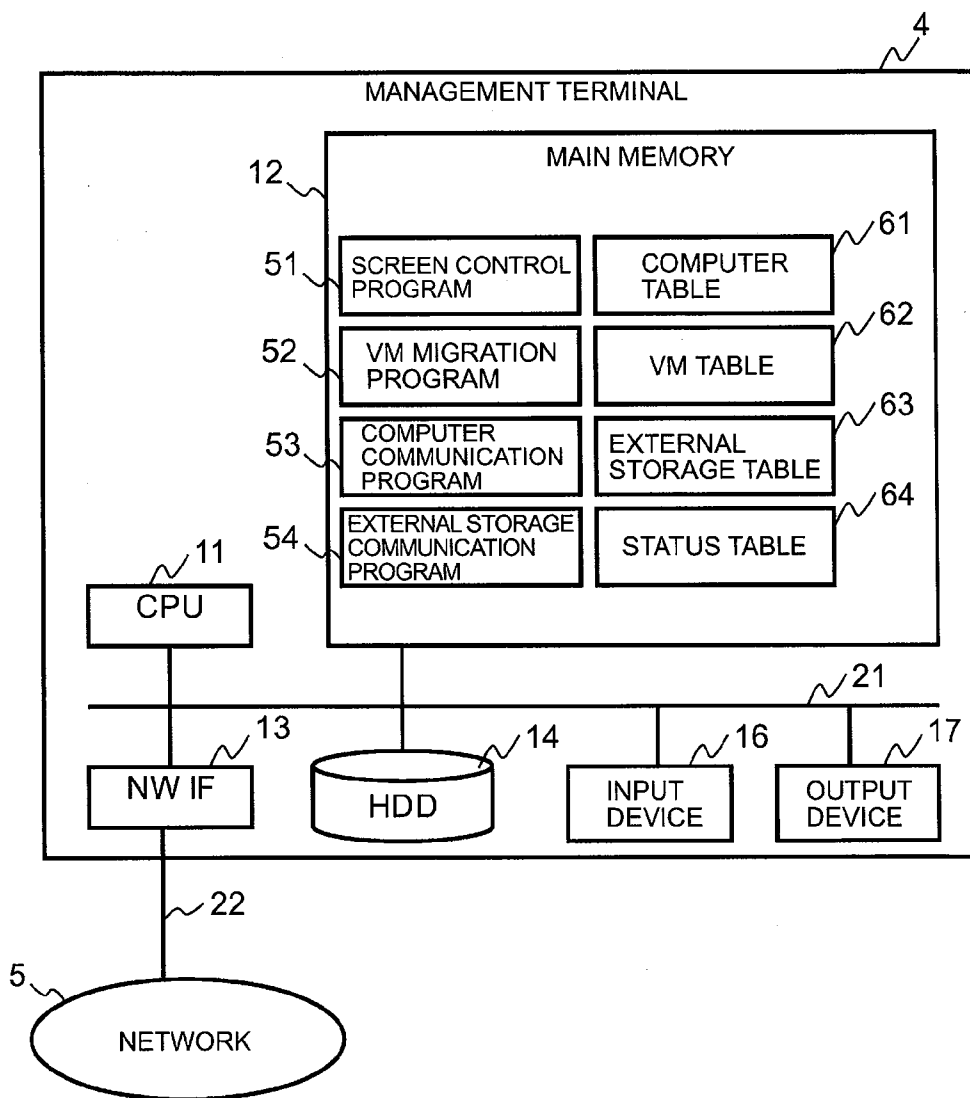 4
MANAGEMENT TERMINAL
12
MAIN MEMORY
51
SCREEN CONTROL
PROGRAM
61
COMPUTER
TABLE
52
VM MIGRATION
PROGRAM
62
VM TABLE
53
COMPUTER
COMMUNICATION
PROGRAM
63
EXTERNAL
STORAGE TABLE
54
EXTERNAL STORAGE
COMMUNICATION
PROGRAM
64
STATUS TABLE
11
CPU
21
13
NW IF
14
HDD
16
INPUT
DEVICE
17
OUTPUT
DEVICE
22
5
NETWORK